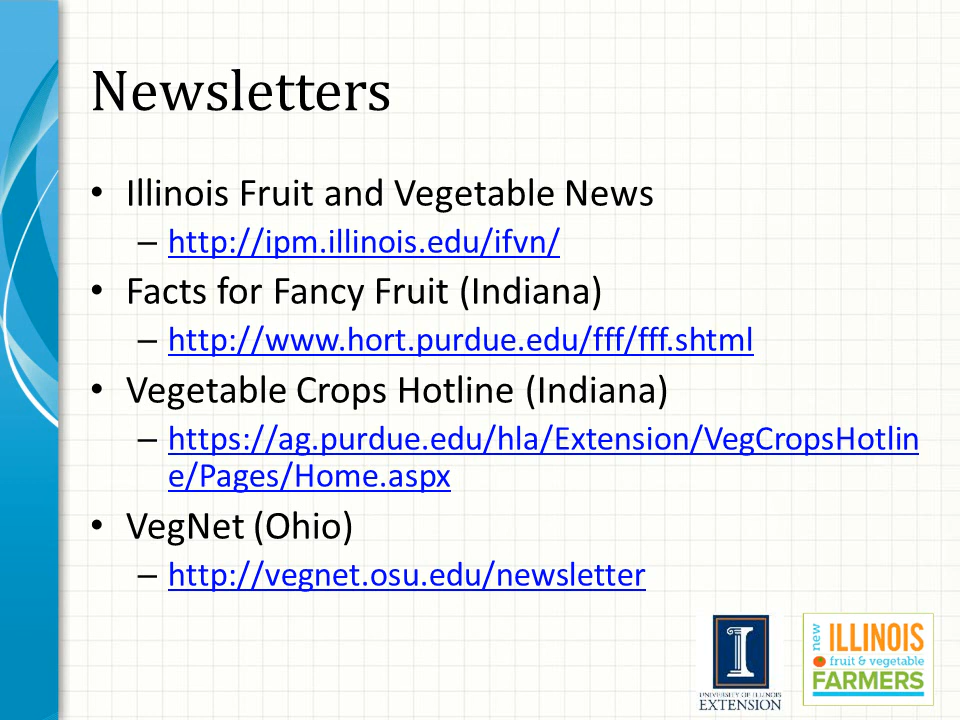 Newsletters
• Illinois Fruit and Vegetable News
– http://ipm.illinois.edu/ifvn/
• Facts for Fancy Fruit (Indiana)
– http://www.hort.purdue.edu/fff/fff.shtml
• Vegetable Crops Hotline (Indiana)
– https://ag.purdue.edu/hla/Extension/VegCropsHotlin
e/Pages/Home.aspx
• VegNet (Ohio)
– http://vegnet.osu.edu/newsletter
I
UNIVERSITY OF ILLINOIS
EXTENSION
new
ILLINOIS
fruit & vegetable
FARMERS